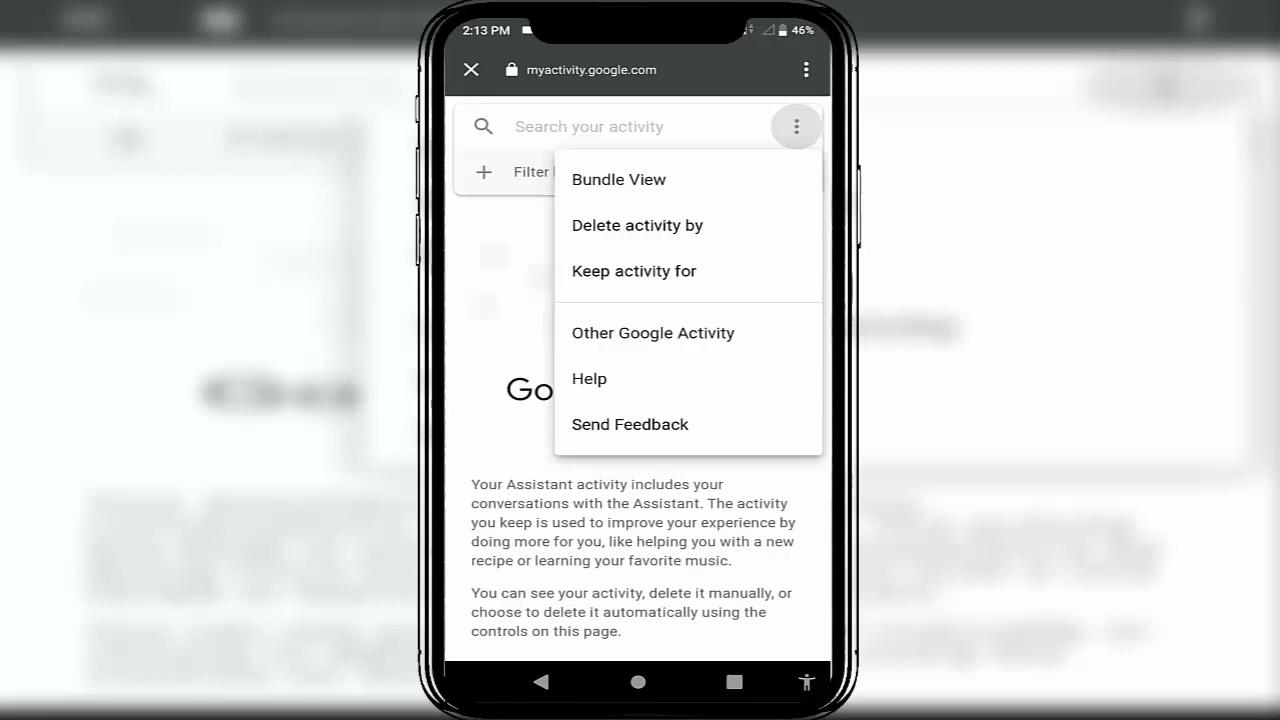 2:13 PM 46%
myactivity.google.com
Search your activity
Filter
Bundle View
Delete activity by
Keep activity for
Other Google Activity
Help
Send Feedback
Go
Your Assistant activity includes your
conversations with the Assistant. The activity
you keep is used to improve your experience by
doing more for you, like helping you with a new
recipe or learning your favorite music.
You can see your activity, delete it manually, or
choose to delete it automatically using the
controls on this page.